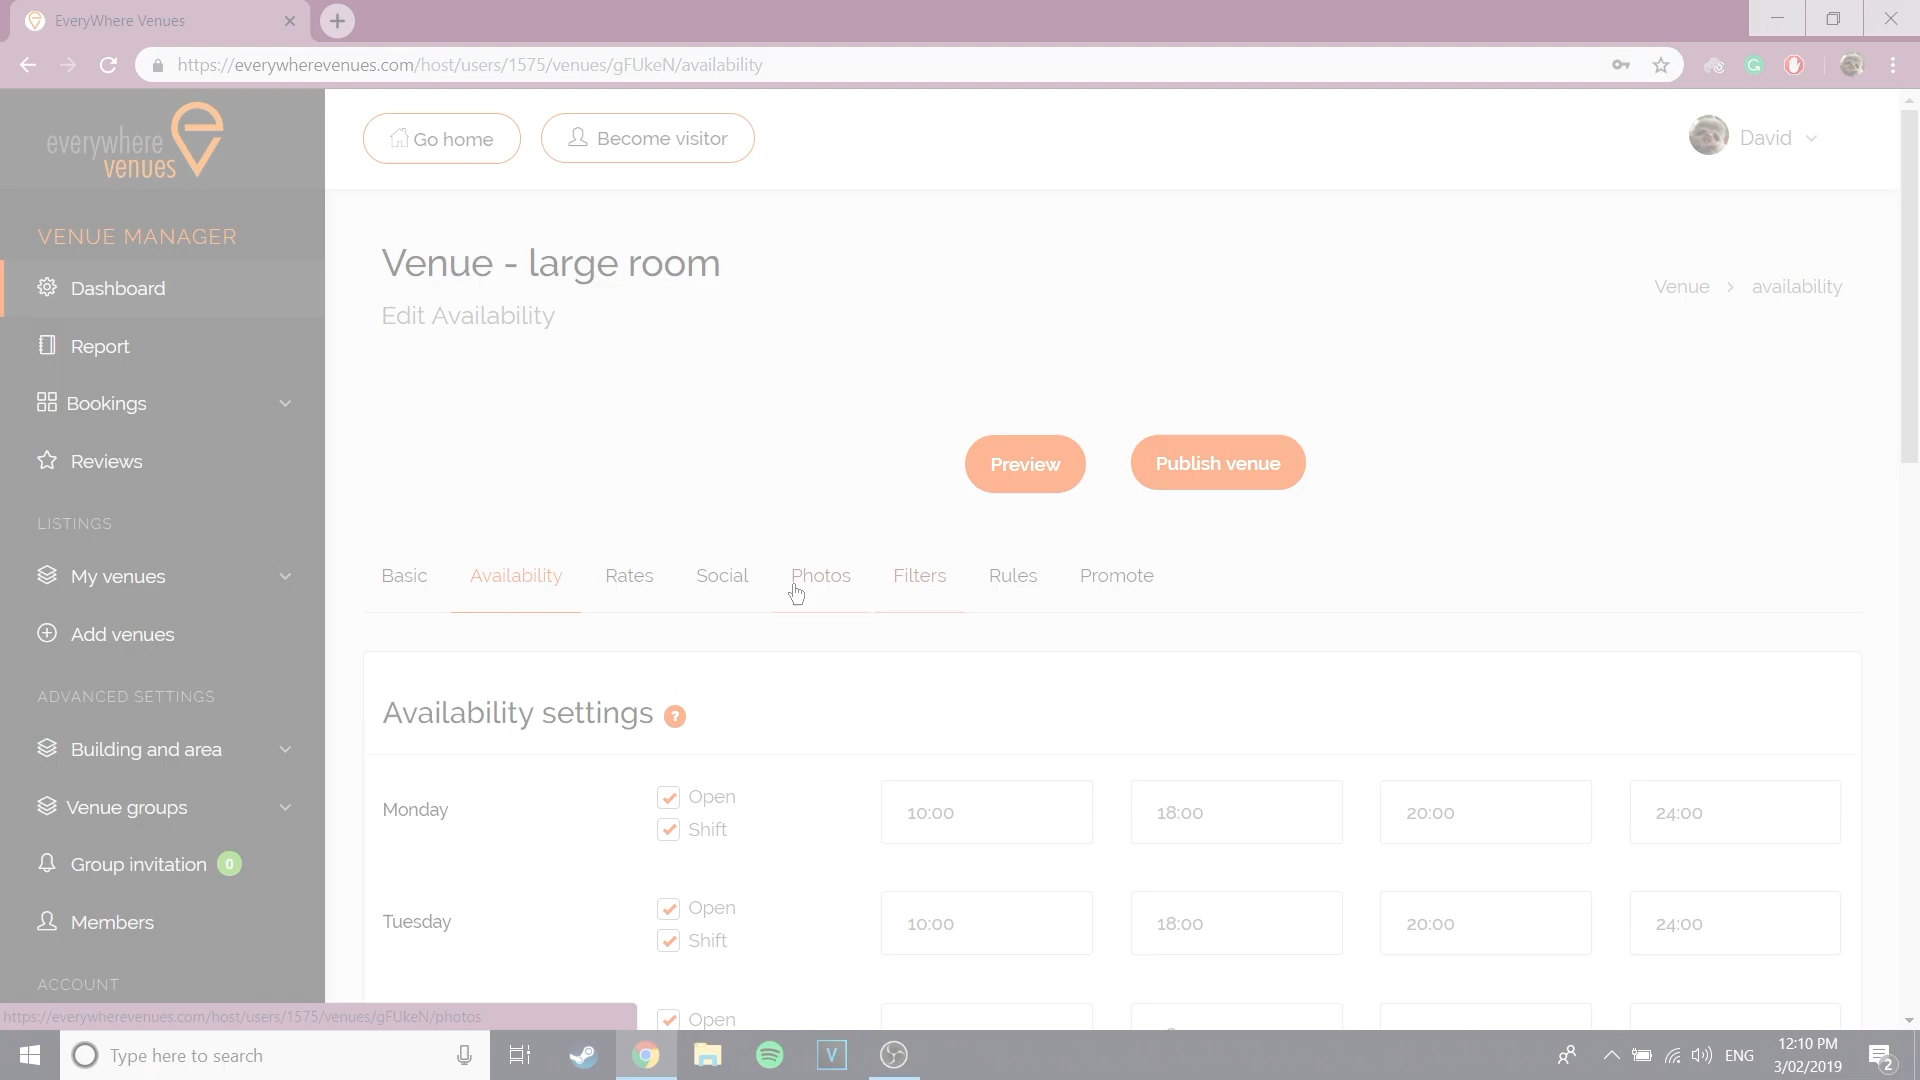 EveryWhere Venues
https://everywherevenues.com/host/users/1575/venues/gFUkeN/availability
everywhere
venues
Go home
Become visitor
David
VENUE MANAGER
Dashboard
Report
Bookings
Reviews
LISTINGS
My venues
Add venues
ADVANCED SETTINGS
Building and area
Venue groups
Group invitation 0
Members
ACCOUNT
Venue - large room
Edit Availability
Venue > availability
Preview
Publish venue
Basic Availability Rates Social Photos Filters Rules Promote
Availability settings ?
Monday
Open
Shift
10:00 18:00 20:00 24:00
Tuesday
Open
Shift
10:00 18:00 20:00 24:00
Open
https://everywherevenues.com/host/users/1575/venues/gFUkeN/photos
Type here to search
V
ENG
12:10 PM
3/02/2019
2